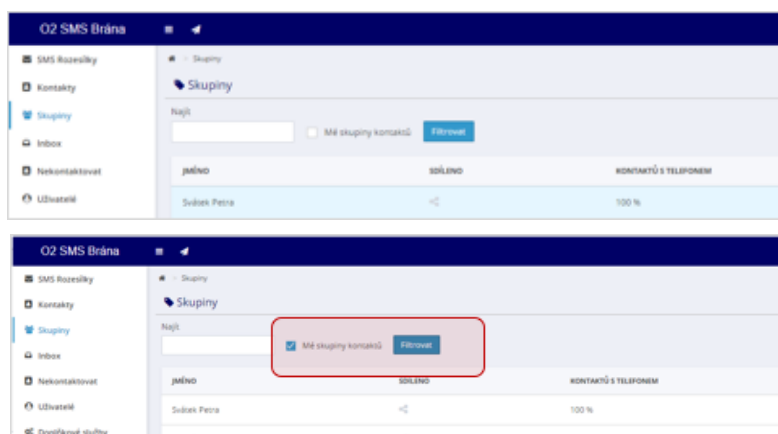 O2 SMS Brána
SMS Rozesílky
Skupiny
Kontakty
Skupiny
Skupiny
Najít
Mé skupiny kontaktů Filtrovat
Inbox
Nekontaktovat
JMÉNO SDÍLENO KONTAKTŮ S TELEFONEM
Uživatelé
Svátek Petra 100 %
O2 SMS Brána
SMS Rozesílky
Skupiny
Kontakty
Skupiny
Skupiny
Najít
Mé skupiny kontaktů Filtrovat
Inbox
Nekontaktovat
JMÉNO SDÍLENO KONTAKTŮ S TELEFONEM
Uživatelé
Svátek Petra 100 %
Doplňkové služby